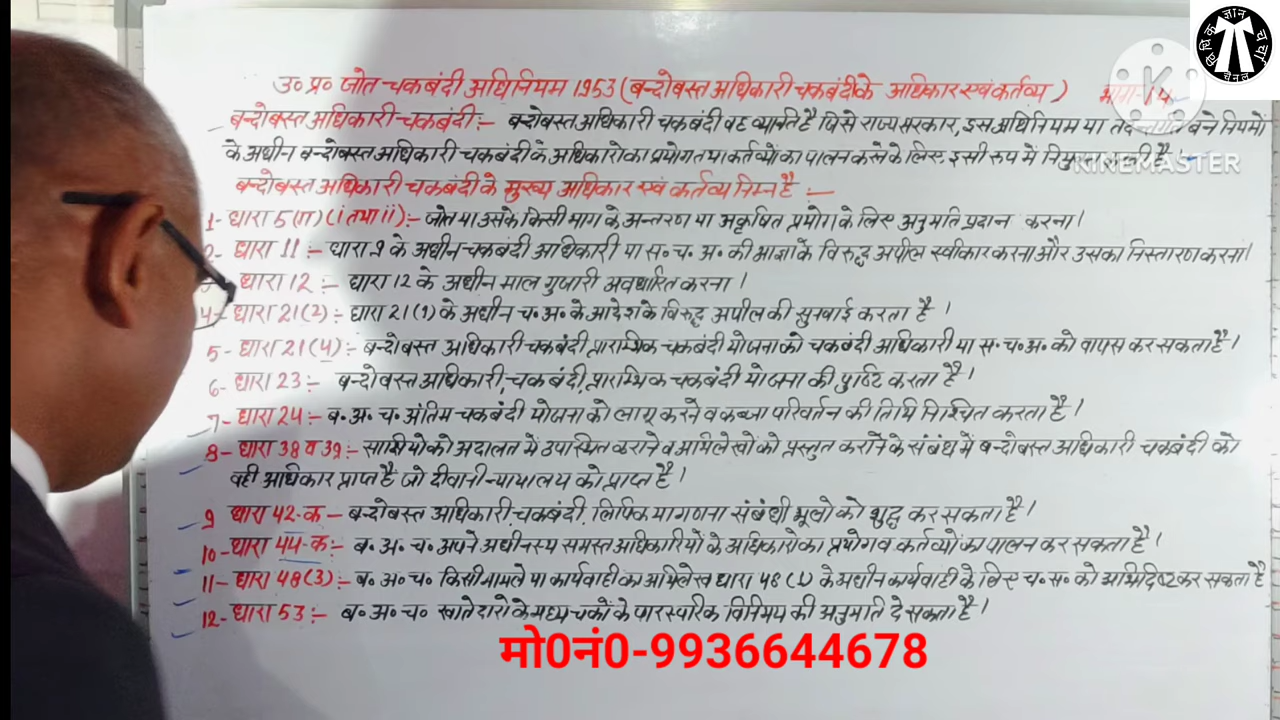 विधिक ज्ञान चर्चा चैनल
उ० प्र० जोत चकबंदी अधिनियम 1953 (बन्दोबस्त अधिकारी चकबंदी के अधिकार एवं कर्तव्य) भाग-4
बन्दोबस्त अधिकारी चकबंदी:- बन्दोबस्त अधिकारी चकबंदी वह व्यक्ति है जिसे राज्य सरकार, इस अधिनियम या तदन्तर्गत बने नियमों
के अधीन बन्दोबस्त अधिकारी चकबंदी के अधिकारो का प्रयोग तथा कर्तव्यों का पालन करने के लिए, इसी रूप में नियुक्त करती है।
KINEMASTER
बन्दोबस्त अधिकारी चकबंदी के मुख्य अधिकार एवं कर्तव्य निम्न है:-
1- धारा 5(ग) (i तथा ii):- जोत या उसके किसी भाग के अन्तरण या अकृषित प्रयोग के लिए अनुमति प्रदान करना।
2- धारा 11:- धारा 9 के अधीन चकबंदी अधिकारी या स० च० अ० की आज्ञा के विरुद्ध अपील स्वीकार करना और उसका निस्तारण करना।
3- धारा 12:- धारा 12 के अधीन माल गुजारी अवधारित करना।
4- धारा 21(2):- धारा 21(1) के अधीन च० अ० के आदेश के विरुद्ध अपील की सुनवाई करता है।
5- धारा 21(4):- बन्दोबस्त अधिकारी चकबंदी, प्रारम्भिक चकबंदी योजना को चकबंदी अधिकारी या स० च० अ० को वापस कर सकता है।
6- धारा 23:- बन्दोबस्त अधिकारी, चकबंदी, प्रारम्भिक चकबंदी योजना की पुष्टि करता है।
7- धारा 24:- ब० अ० च० अंतिम चकबंदी योजना को लागू करने व कब्जा परिवर्तन की तिथि निश्चित करता है।
8- धारा 38 व 39:- साक्षियो को अदालत में उपस्थित कराने व अभिलेखों को प्रस्तुत कराने के संबंध में बन्दोबस्त अधिकारी चकबंदी को
वही अधिकार प्राप्त है जो दीवानी न्यायालय को प्राप्त है।
9 धारा 42-क - बन्दोबस्त अधिकारी, चकबंदी, लिपिक या गणना संबंधी भूलो को शुद्ध कर सकता है।
10- धारा 44-क:- ब० अ० च० अपने अधीनस्थ समस्त अधिकारियों के अधिकारो का प्रयोग व कर्तव्यों का पालन कर सकता है।
11- धारा 48(3):- ब० अ० च० किसी मामले या कार्यवाही का अभिलेख धारा 48(1) के अधीन कार्यवाही के लिए च० स० को अभिदिष्ट कर सकता है
12- धारा 53:- ब० अ० च० खातेदारो के मध्य चकों के पारस्परिक विनिमय की अनुमति दे सकता है।
मो0नं0-9936644678